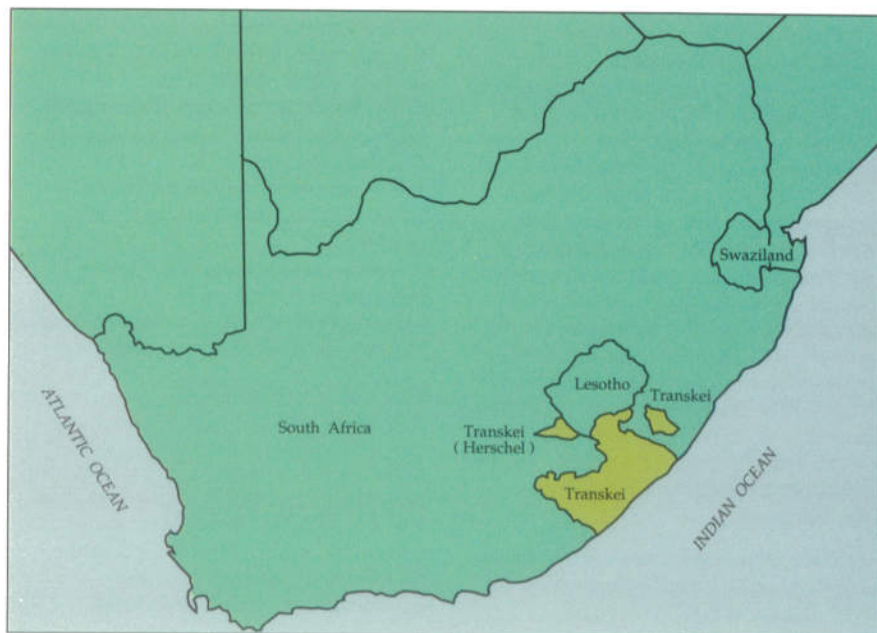 Swaziland
Lesotho
Transkei
South Africa
Transkei
( Herschel )
Transkei
ATLANTIC OCEAN
INDIAN OCEAN